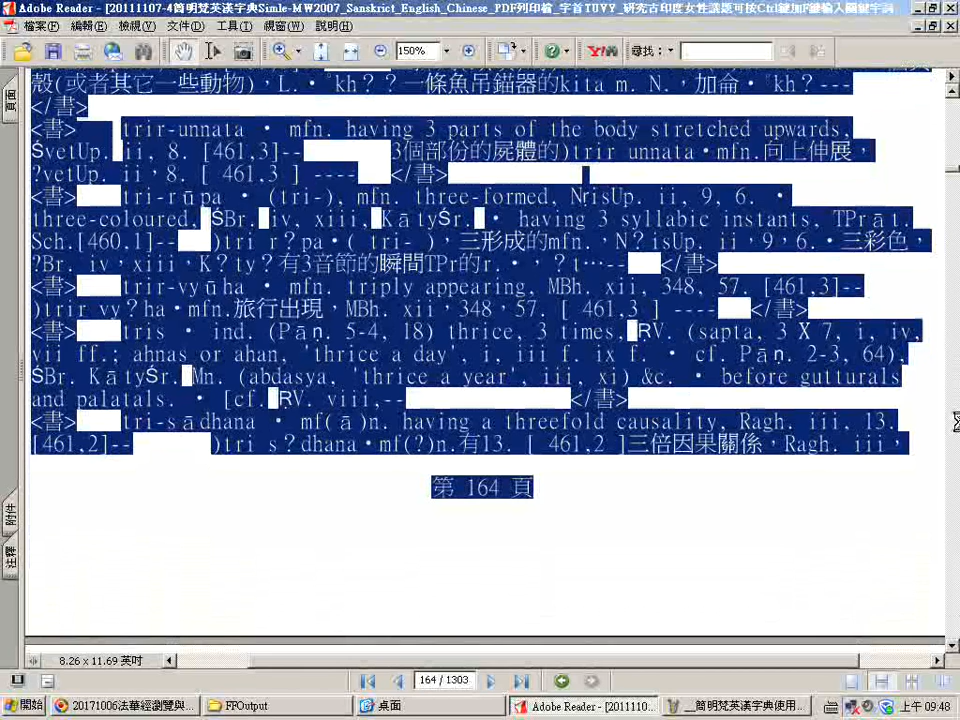 Adobe Reader - [20111107-4簡明梵英漢字典Simle-MW2007_Sanskrict_English_Chinese_PDF列印檔_字首TUVY_研究古印度女性議題可按Ctrl鍵加F鍵輸入關鍵字詞
檔案(F) 編輯(E) 檢視(V) 文件(D) 工具(T) 視窗(W) 說明(H)
150% 尋找：
頁面
殼(或者其它一些動物)，L.‧ kh？？一條魚吊錨器的kita m. N.，加侖‧ kh？---
</書>
<書> trir-unnata ‧ mfn. having 3 parts of the body stretched upwards,
ŚvetUp. ii, 8. [461,3]-- 3個部份的屍體的)trir unnata‧mfn.向上伸展，
?vetUp. ii，8. [ 461,3 ] ---- </書>
<書> tri-rūpa ‧ (tri-), mfn. three-formed, NṛisUp. ii, 9, 6. ‧
three-coloured, ŚBr. iv, xiii, KātyŚr. ‧ having 3 syllabic instants, TPrāt.
Sch.[460.1]-- )tri r？pa‧( tri- )，三形成的mfn.，N？isUp. ii，9，6.‧三彩色，
?Br. iv，xiii，K？ty？有3音節的瞬間TPr的r.‧，？t…-- </書>
<書> trir-vyūha ‧ mfn. triply appearing, MBh. xii, 348, 57. [461,3]--
)trir vy？ha‧mfn.旅行出現，MBh. xii，348，57. [ 461,3 ] ---- </書>
<書> tris ‧ ind. (Pāṇ. 5-4, 18) thrice, 3 times, ṚV. (sapta, 3 X 7, i, iv,
vii ff.; ahnas or ahan, 'thrice a day', i, iii f. ix f. ‧ cf. Pāṇ. 2-3, 64),
ŚBr. KātyŚr. Mn. (abdasya, 'thrice a year', iii, xi) &c. ‧ before gutturals
and palatals. ‧ [cf. ṚV. viii,-- </書>
<書> tri-sādhana ‧ mf(ā)n. having a threefold causality, Ragh. iii, 13.
[461,2]-- )tri s？dhana‧mf(?)n.有13. [ 461,2 ]三倍因果關係，Ragh. iii，
第 164 頁
附件
注釋
8.26 x 11.69 英吋
164 / 1303
開始 20171006法華經瀏覽與... FFOutput 桌面 Adobe Reader - [2011110... __簡明梵英漢字典使用... 上午 09:48